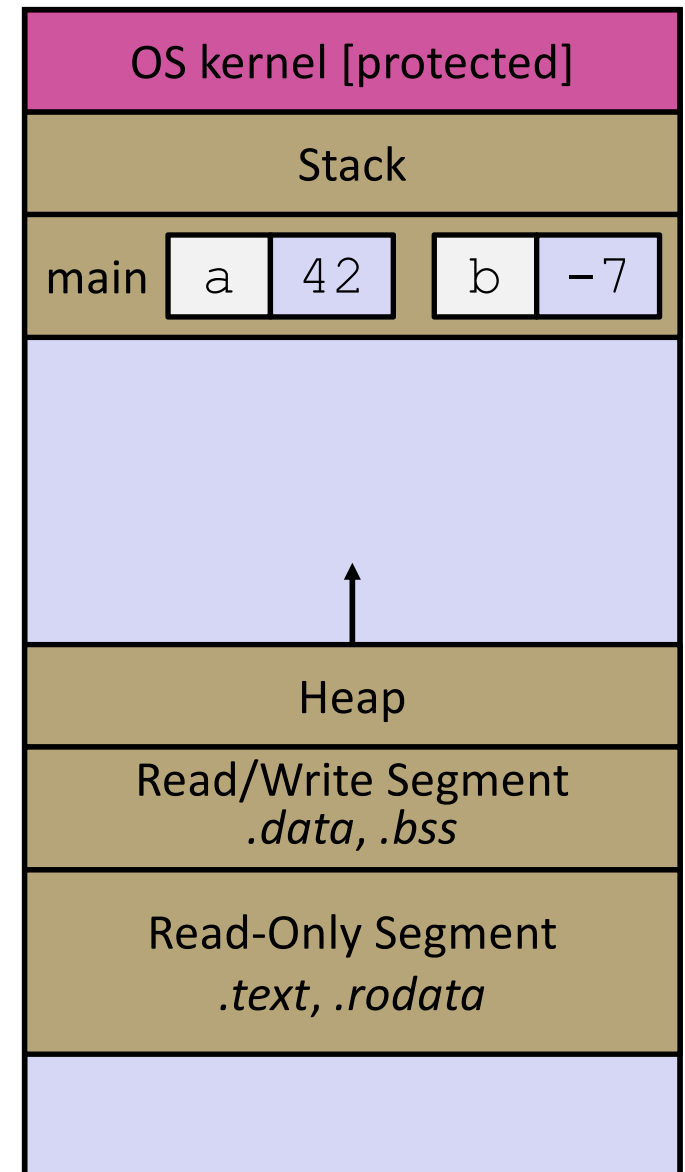 OS kernel [protected]
Stack
main a 42 b -7
Heap
Read/Write Segment
.data, .bss
Read-Only Segment
.text, .rodata